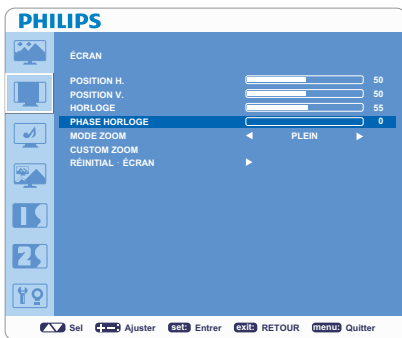 PHILIPS
ÉCRAN
POSITION H. 50
POSITION V. 50
HORLOGE 55
PHASE HORLOGE 0
MODE ZOOM PLEIN
CUSTOM ZOOM
RÉINITIAL · ÉCRAN
Sel Ajuster set: Entrer exit: RETOUR menu: Quitter